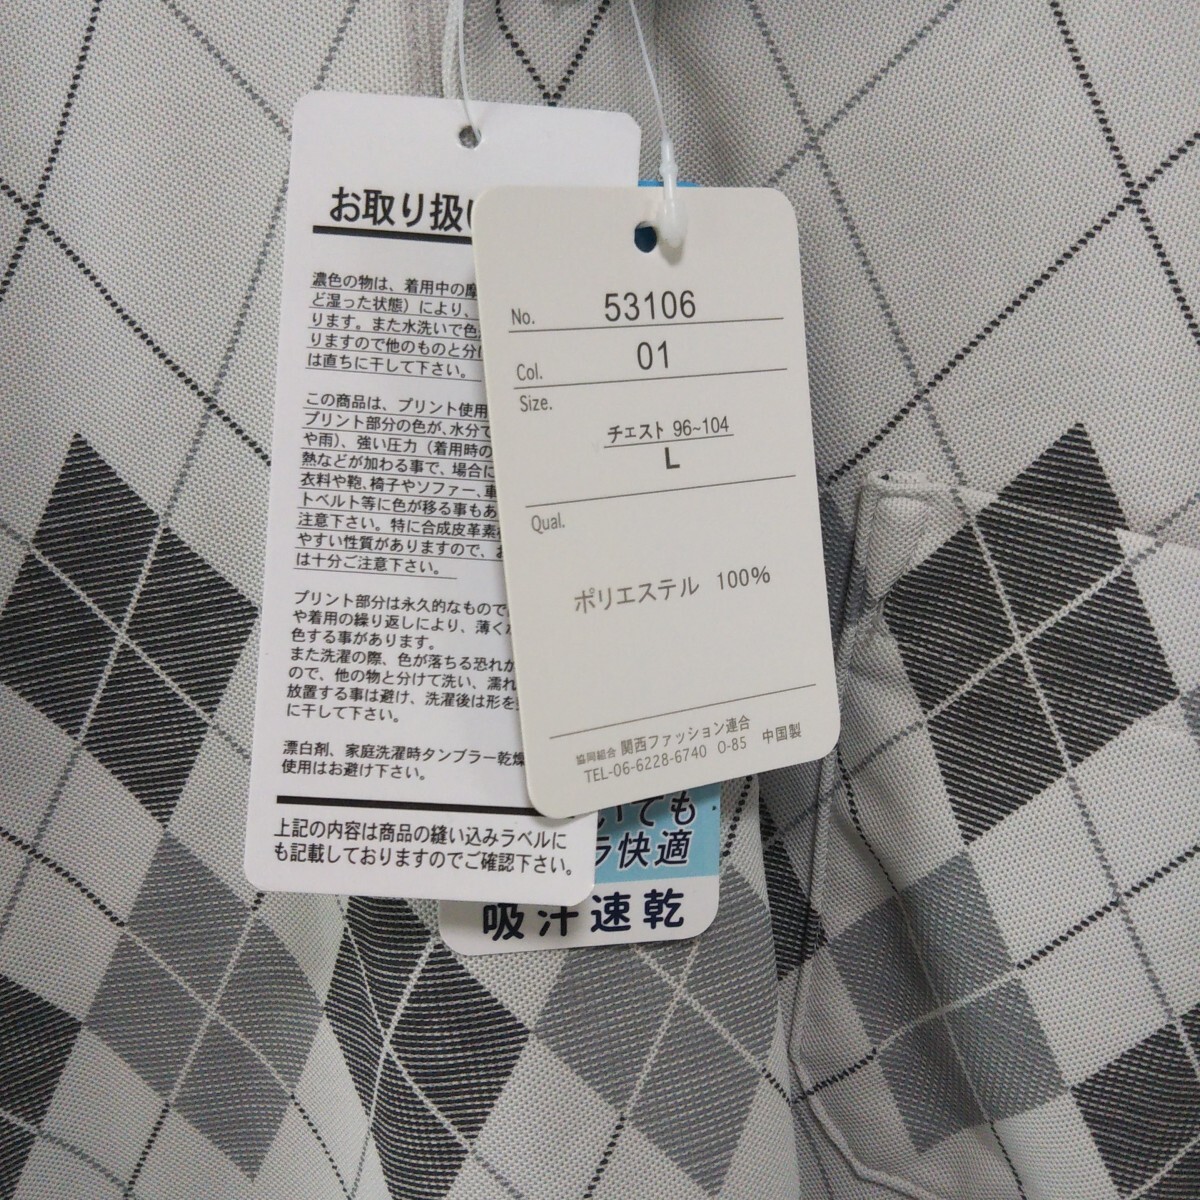 お取り扱い
濃色の物は、着用中の摩
ど湿った状態）により、
ります。また水洗いで色
りますので他のものと分け
は直ちに干して下さい。
この商品は、プリント使用
プリント部分の色が、水分で
や雨）、強い圧力（着用時の
熱などが加わる事で、場合に
衣料や鞄、椅子やソファー、車
トベルト等に色が移る事もあ
注意下さい。特に合成皮革素
やすい性質がありますので、お
は十分ご注意下さい。
プリント部分は永久的なもので
や着用の繰り返しにより、薄く
色する事があります。
また洗濯の際、色が落ちる恐れが
ので、他の物と分けて洗い、濡れ
放置する事は避け、洗濯後は形を
に干して下さい。
漂白剤、家庭洗濯時タンブラー乾燥
使用はお避け下さい。
上記の内容は商品の縫い込みラベルに
も記載しておりますのでご確認下さい。
No. 53106
Col. 01
Size.
チェスト 96~104
L
Qual.
ポリエステル 100%
協同組合 関西ファッション連合
TEL-06-6228-6740 O-85 中国製
いても
ラ快適
吸汗速乾